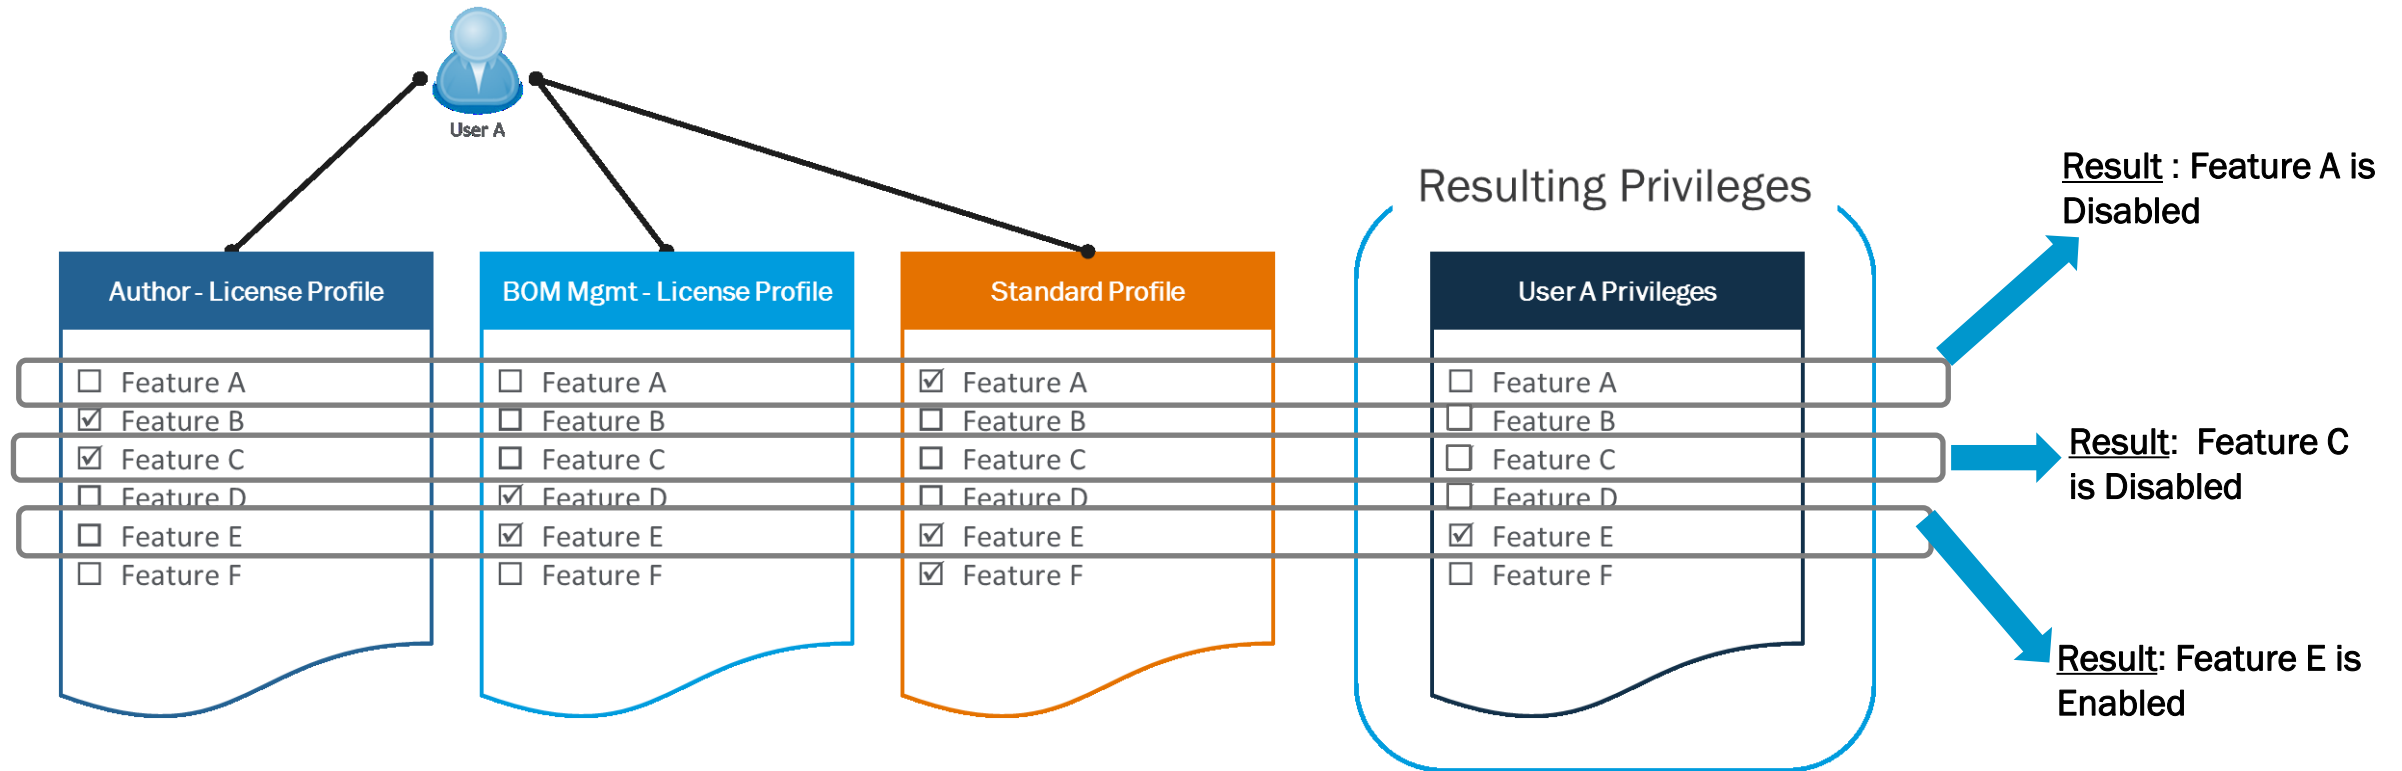 User A
Resulting Privileges
Author - License Profile
Feature A
Feature B
Feature C
Feature D
Feature E
Feature F
BOM Mgmt - License Profile
Feature A
Feature B
Feature C
Feature D
Feature E
Feature F
Standard Profile
Feature A
Feature B
Feature C
Feature D
Feature E
Feature F
User A Privileges
Feature A
Feature B
Feature C
Feature D
Feature E
Feature F
Result : Feature A is
Disabled
Result: Feature C
is Disabled
Result: Feature E is
Enabled